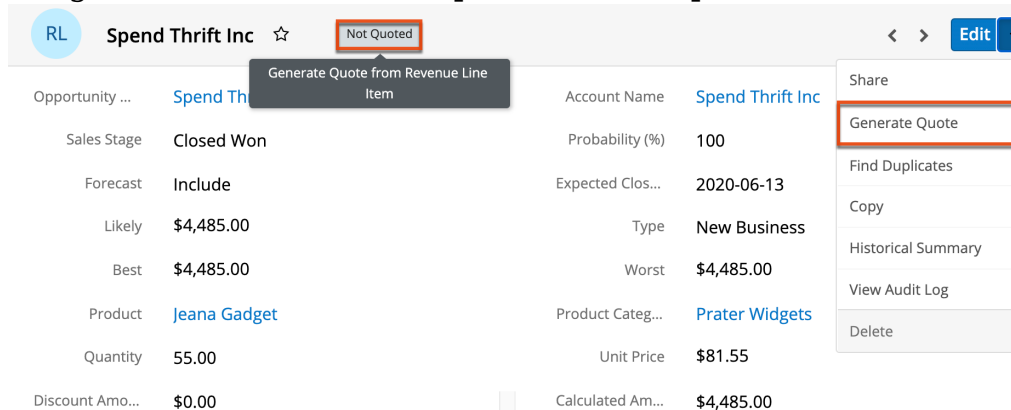 RL Spend Thrift Inc Not Quoted Edit
Generate Quote from Revenue Line
Item
Share
Opportunity ... Spend Th Account Name Spend Thrift Inc
Generate Quote
Sales Stage Closed Won Probability (%) 100
Find Duplicates
Forecast Include Expected Clos... 2020-06-13
Copy
Likely $4,485.00 Type New Business
Historical Summary
Best $4,485.00 Worst $4,485.00
View Audit Log
Product Jeana Gadget Product Categ... Prater Widgets
Delete
Quantity 55.00 Unit Price $81.55
Discount Amo... $0.00 Calculated Am... $4,485.00